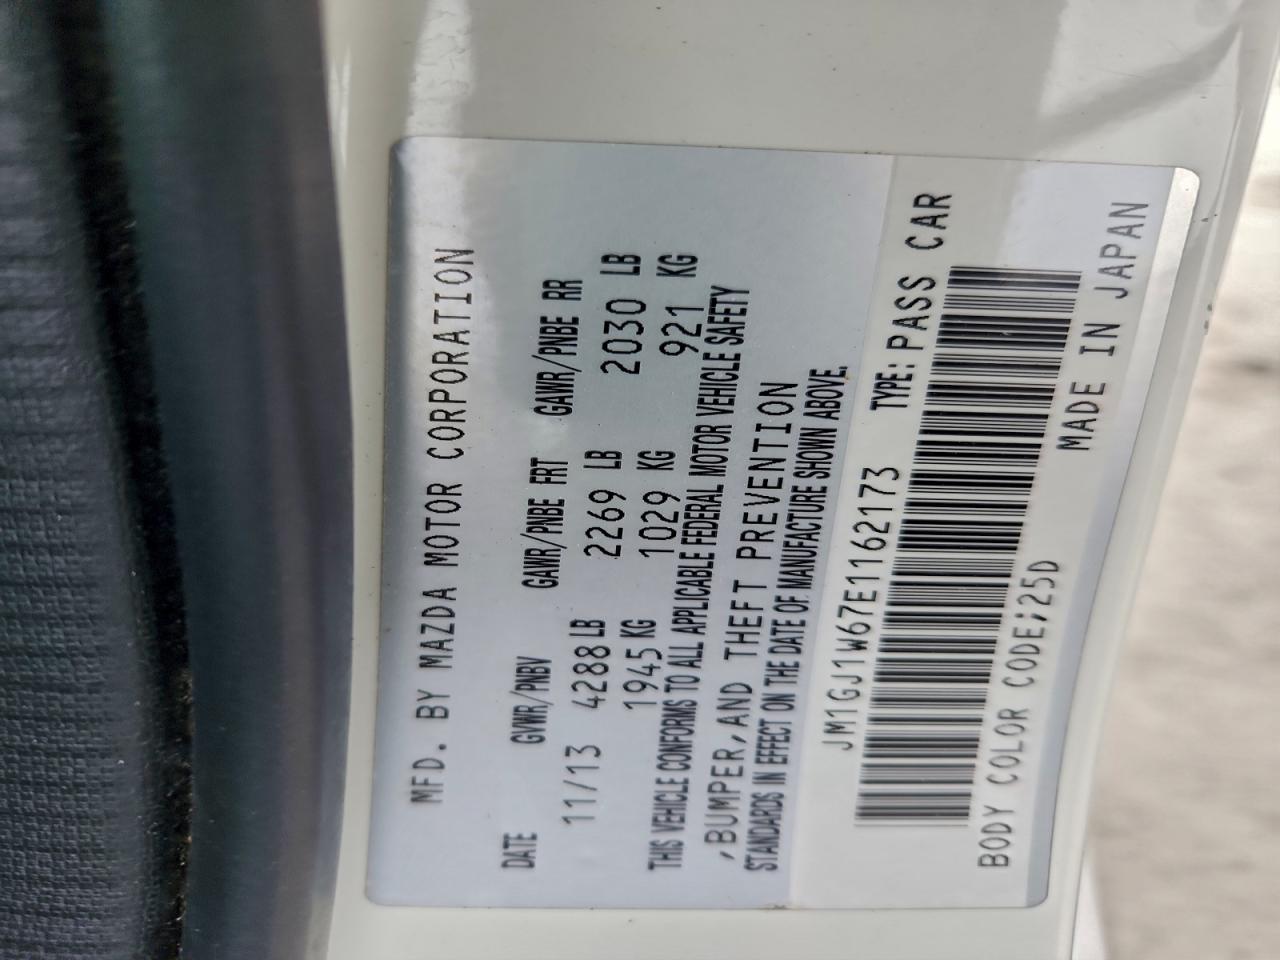 MFD. BY MAZDA MOTOR CORPORATION
DATE GVWR/PNBV GAWR/PNBE FRT GAWR/PNBE RR
11/13 4288 LB 2269 LB 2030 LB
1945 KG 1029 KG 921 KG
THIS VEHICLE CONFORMS TO ALL APPLICABLE FEDERAL MOTOR VEHICLE SAFETY
,BUMPER,AND THEFT PREVENTION
STANDARDS IN EFFECT ON THE DATE OF MANUFACTURE SHOWN ABOVE.
JM1GJ1W67E1162173 TYPE: PASS CAR
BODY COLOR CODE;25D MADE IN JAPAN